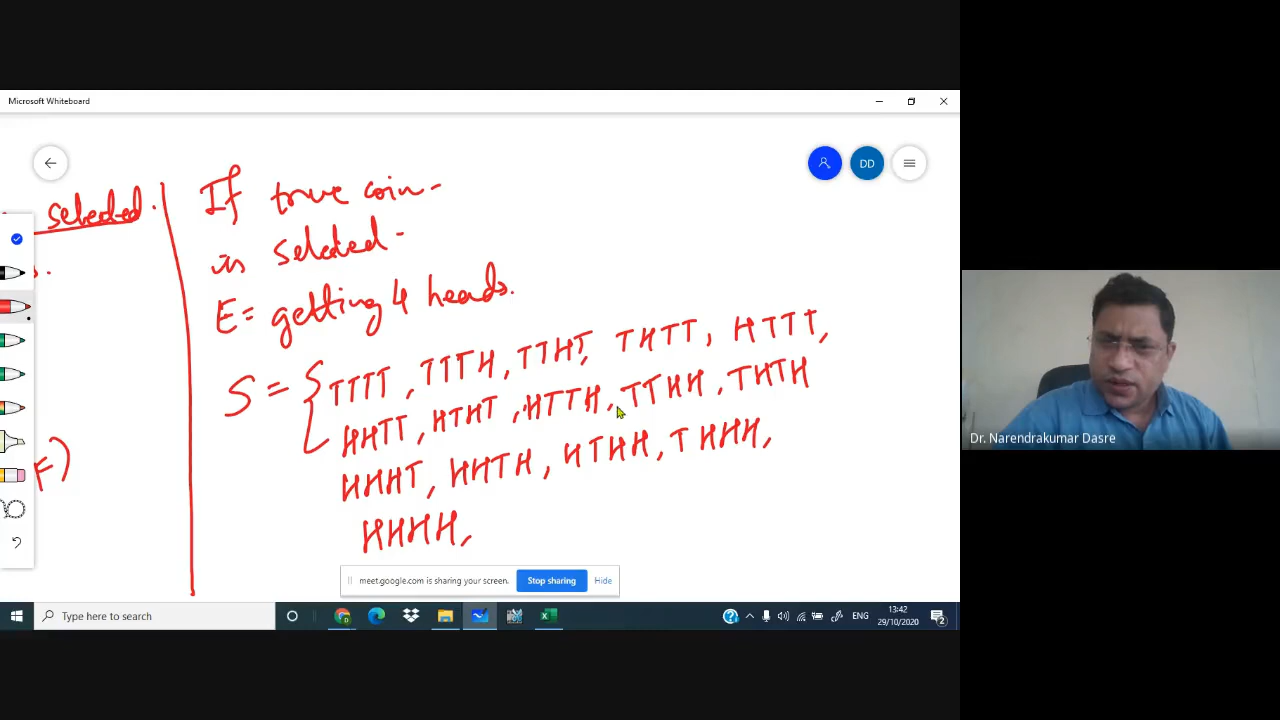 Microsoft Whiteboard
DD
selected.
If true coin-
is selected-
E= getting 4 heads.
S = { TTTT, TTTH, TTHT, THTT, HTTT,
HHTT, HTHT, HTTH, TTHH, THTH
HHHT, HHTH, HTHH, THHH,
HHHH,
F)
Dr. Narendrakumar Dasre
meet.google.com is sharing your screen.
Stop sharing
Hide
Type here to search
ENG
13:42
29/10/2020
2